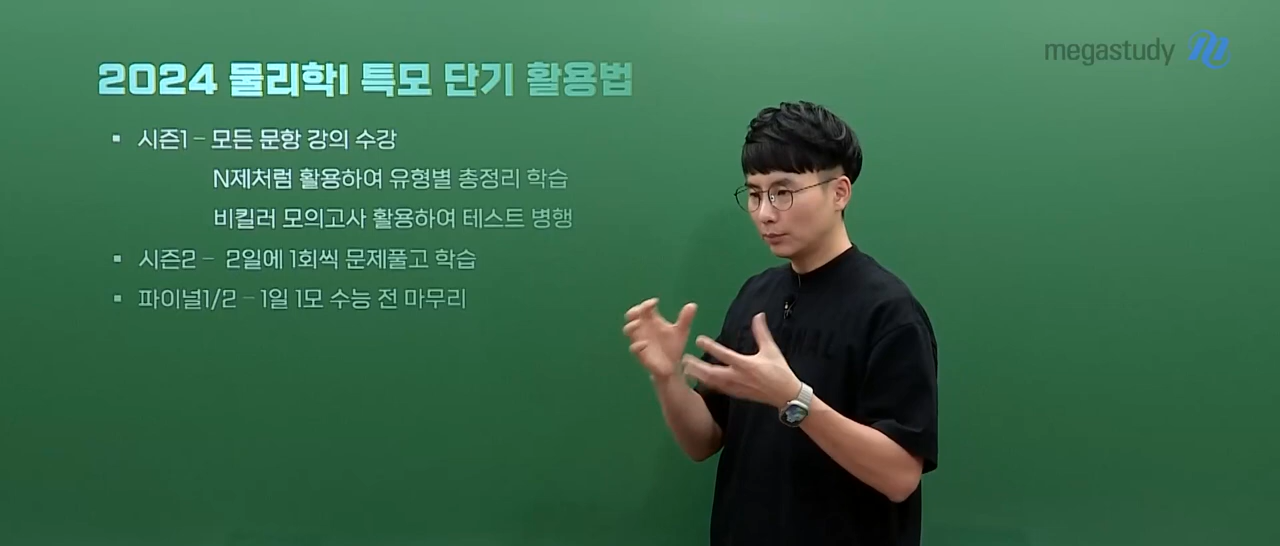 megastudy
2024 물리학I 특모 단기 활용법
▪ 시즌1 - 모든 문항 강의 수강
N제처럼 활용하여 유형별 총정리 학습
비킬러 모의고사 활용하여 테스트 병행
▪ 시즌2 - 2일에 1회씩 문제풀고 학습
▪ 파이널1/2 - 1일 1모 수능 전 마무리